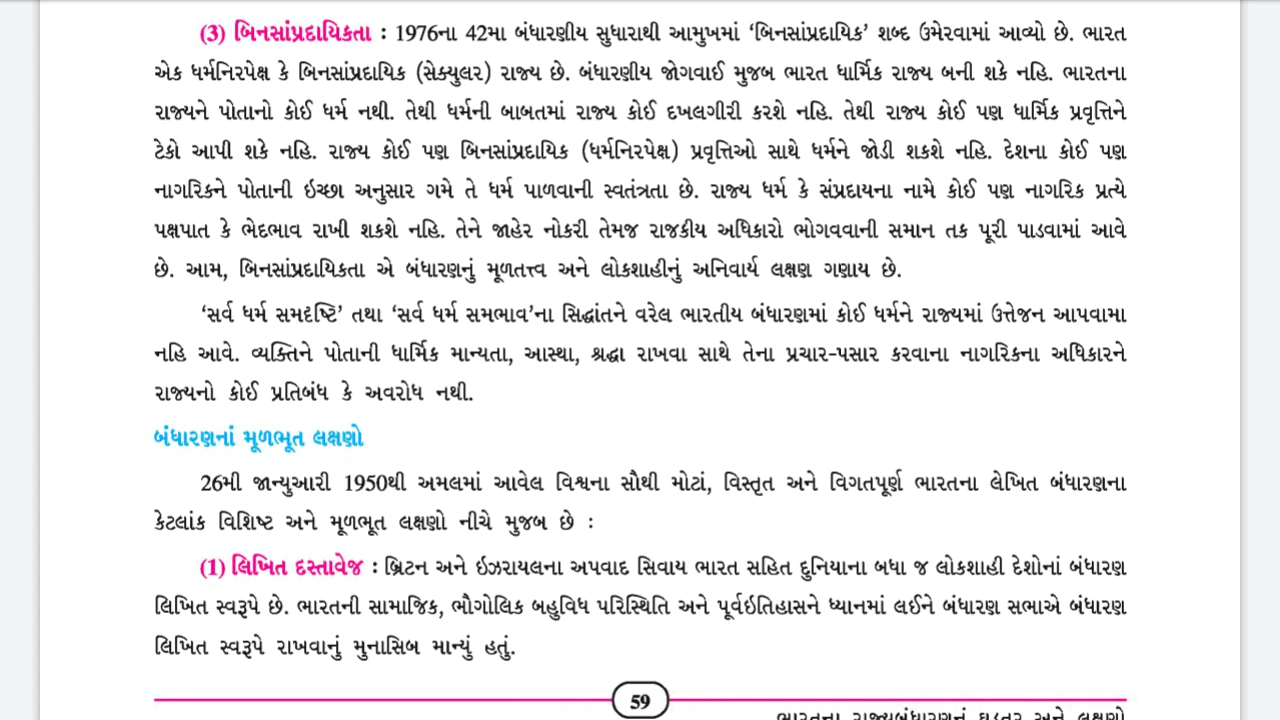 (3) બિનસાંપ્રદાયિકતા : 1976ના 42મા બંધારણીય સુધારાથી આમુખમાં ‘બિનસાંપ્રદાયિક’ શબ્દ ઉમેરવામાં આવ્યો છે. ભારત
એક ધર્મનિરપેક્ષ કે બિનસાંપ્રદાયિક (સેક્યુલર) રાજ્ય છે. બંધારણીય જોગવાઈ મુજબ ભારત ધાર્મિક રાજ્ય બની શકે નહિ. ભારતના
રાજ્યને પોતાનો કોઈ ધર્મ નથી. તેથી ધર્મની બાબતમાં રાજ્ય કોઈ દખલગીરી કરશે નહિ. તેથી રાજ્ય કોઈ પણ ધાર્મિક પ્રવૃત્તિને
ટેકો આપી શકે નહિ. રાજ્ય કોઈ પણ બિનસાંપ્રદાયિક (ધર્મનિરપેક્ષ) પ્રવૃત્તિઓ સાથે ધર્મને જોડી શકશે નહિ. દેશના કોઈ પણ
નાગરિકને પોતાની ઇચ્છા અનુસાર ગમે તે ધર્મ પાળવાની સ્વતંત્રતા છે. રાજ્ય ધર્મ કે સંપ્રદાયના નામે કોઈ પણ નાગરિક પ્રત્યે
પક્ષપાત કે ભેદભાવ રાખી શકશે નહિ. તેને જાહેર નોકરી તેમજ રાજકીય અધિકારો ભોગવવાની સમાન તક પૂરી પાડવામાં આવે
છે. આમ, બિનસાંપ્રદાયિકતા એ બંધારણનું મૂળતત્ત્વ અને લોકશાહીનું અનિવાર્ય લક્ષણ ગણાય છે.
‘સર્વ ધર્મ સમદૃષ્ટિ’ તથા ‘સર્વ ધર્મ સમભાવ’ના સિદ્ધાંતને વરેલ ભારતીય બંધારણમાં કોઈ ધર્મને રાજ્યમાં ઉત્તેજન આપવામા
નહિ આવે. વ્યક્તિને પોતાની ધાર્મિક માન્યતા, આસ્થા, શ્રદ્ધા રાખવા સાથે તેના પ્રચાર-પસાર કરવાના નાગરિકના અધિકારને
રાજ્યનો કોઈ પ્રતિબંધ કે અવરોધ નથી.
બંધારણનાં મૂળભૂત લક્ષણો
26મી જાન્યુઆરી 1950થી અમલમાં આવેલ વિશ્વના સૌથી મોટાં, વિસ્તૃત અને વિગતપૂર્ણ ભારતના લેખિત બંધારણના
કેટલાંક વિશિષ્ટ અને મૂળભૂત લક્ષણો નીચે મુજબ છે :
(1) લિખિત દસ્તાવેજ : બ્રિટન અને ઇઝરાયલના અપવાદ સિવાય ભારત સહિત દુનિયાના બધા જ લોકશાહી દેશોનાં બંધારણ
લિખિત સ્વરૂપે છે. ભારતની સામાજિક, ભૌગોલિક બહુવિધ પરિસ્થિતિ અને પૂર્વઇતિહાસને ધ્યાનમાં લઈને બંધારણ સભાએ બંધારણ
લિખિત સ્વરૂપે રાખવાનું મુનાસિબ માન્યું હતું.
59
ભારતના રાજ્યબંધારણનું ઘડતર અને લક્ષણો